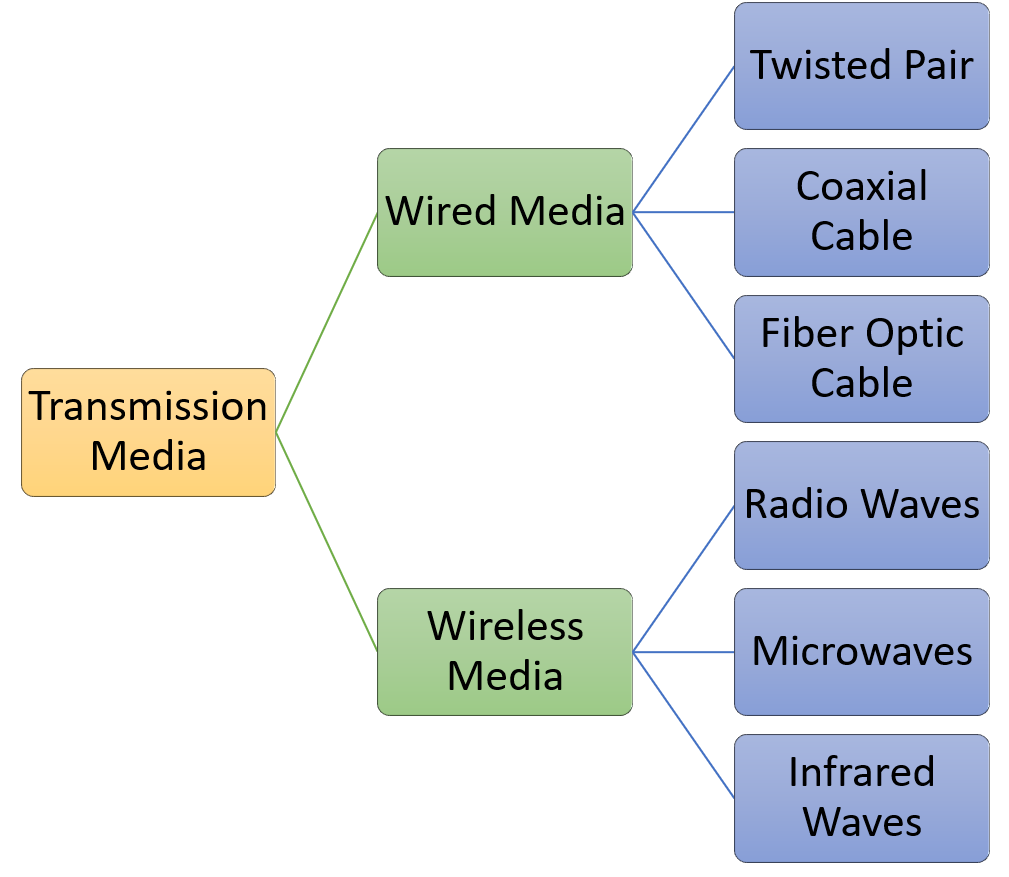 Transmission
Media
Wired Media
Twisted Pair
Coaxial
Cable
Fiber Optic
Cable
Wireless
Media
Radio Waves
Microwaves
Infrared
Waves